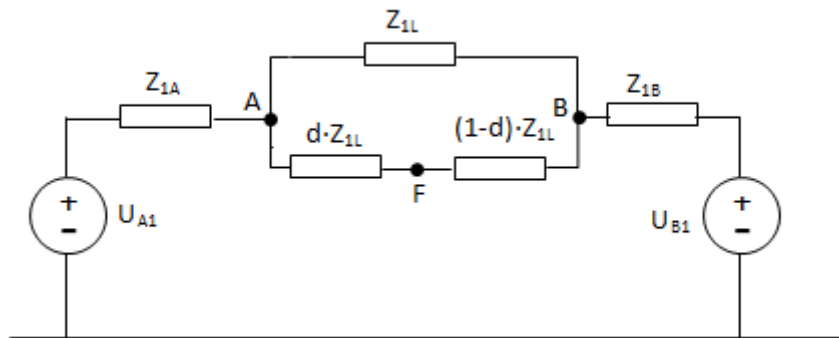 Z1L
Z1A
A
B
Z1B
d·Z1L
(1-d)·Z1L
F
+
-
UA1
+
-
UB1